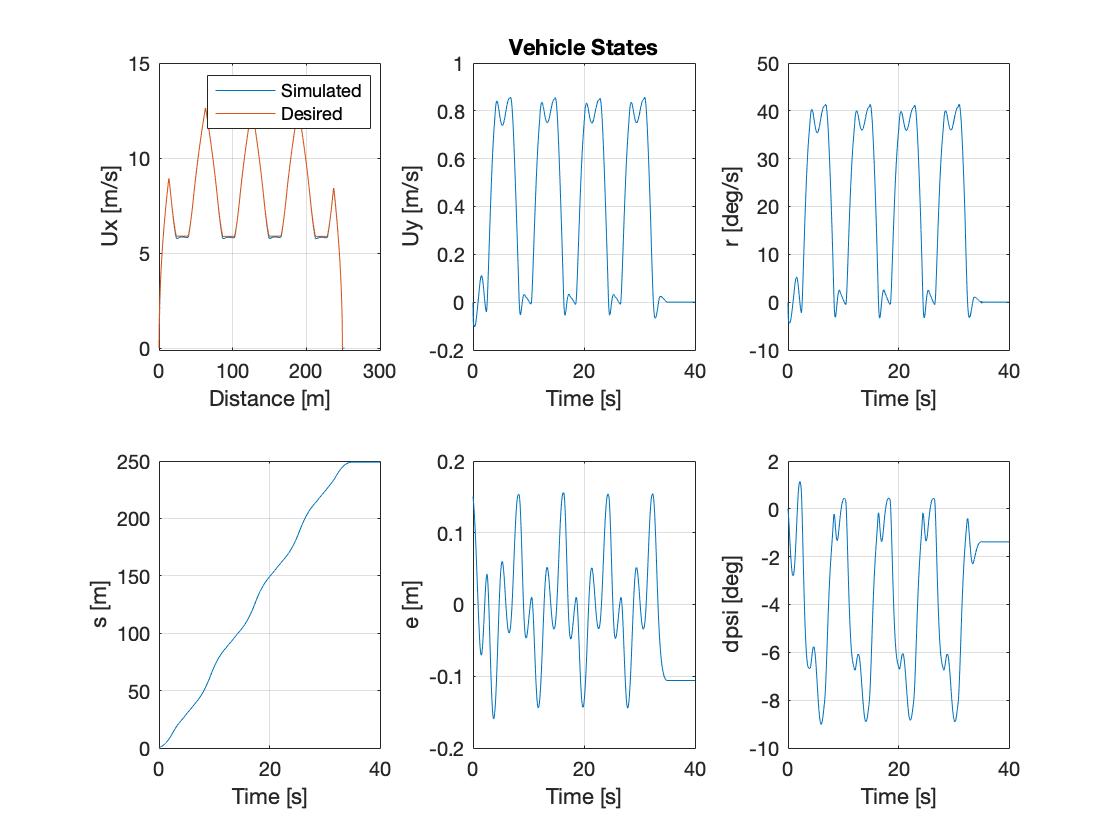 Vehicle States
15
10
5
0
Ux [m/s]
Simulated
Desired
0 100 200 300
Distance [m]
1
0.8
0.6
0.4
0.2
0
-0.2
Uy [m/s]
0 20 40
Time [s]
50
40
30
20
10
0
-10
r [deg/s]
0 20 40
Time [s]
250
200
150
100
50
0
s [m]
0 20 40
Time [s]
0.2
0.1
0
-0.1
-0.2
e [m]
0 20 40
Time [s]
2
0
-2
-4
-6
-8
-10
dpsi [deg]
0 20 40
Time [s]